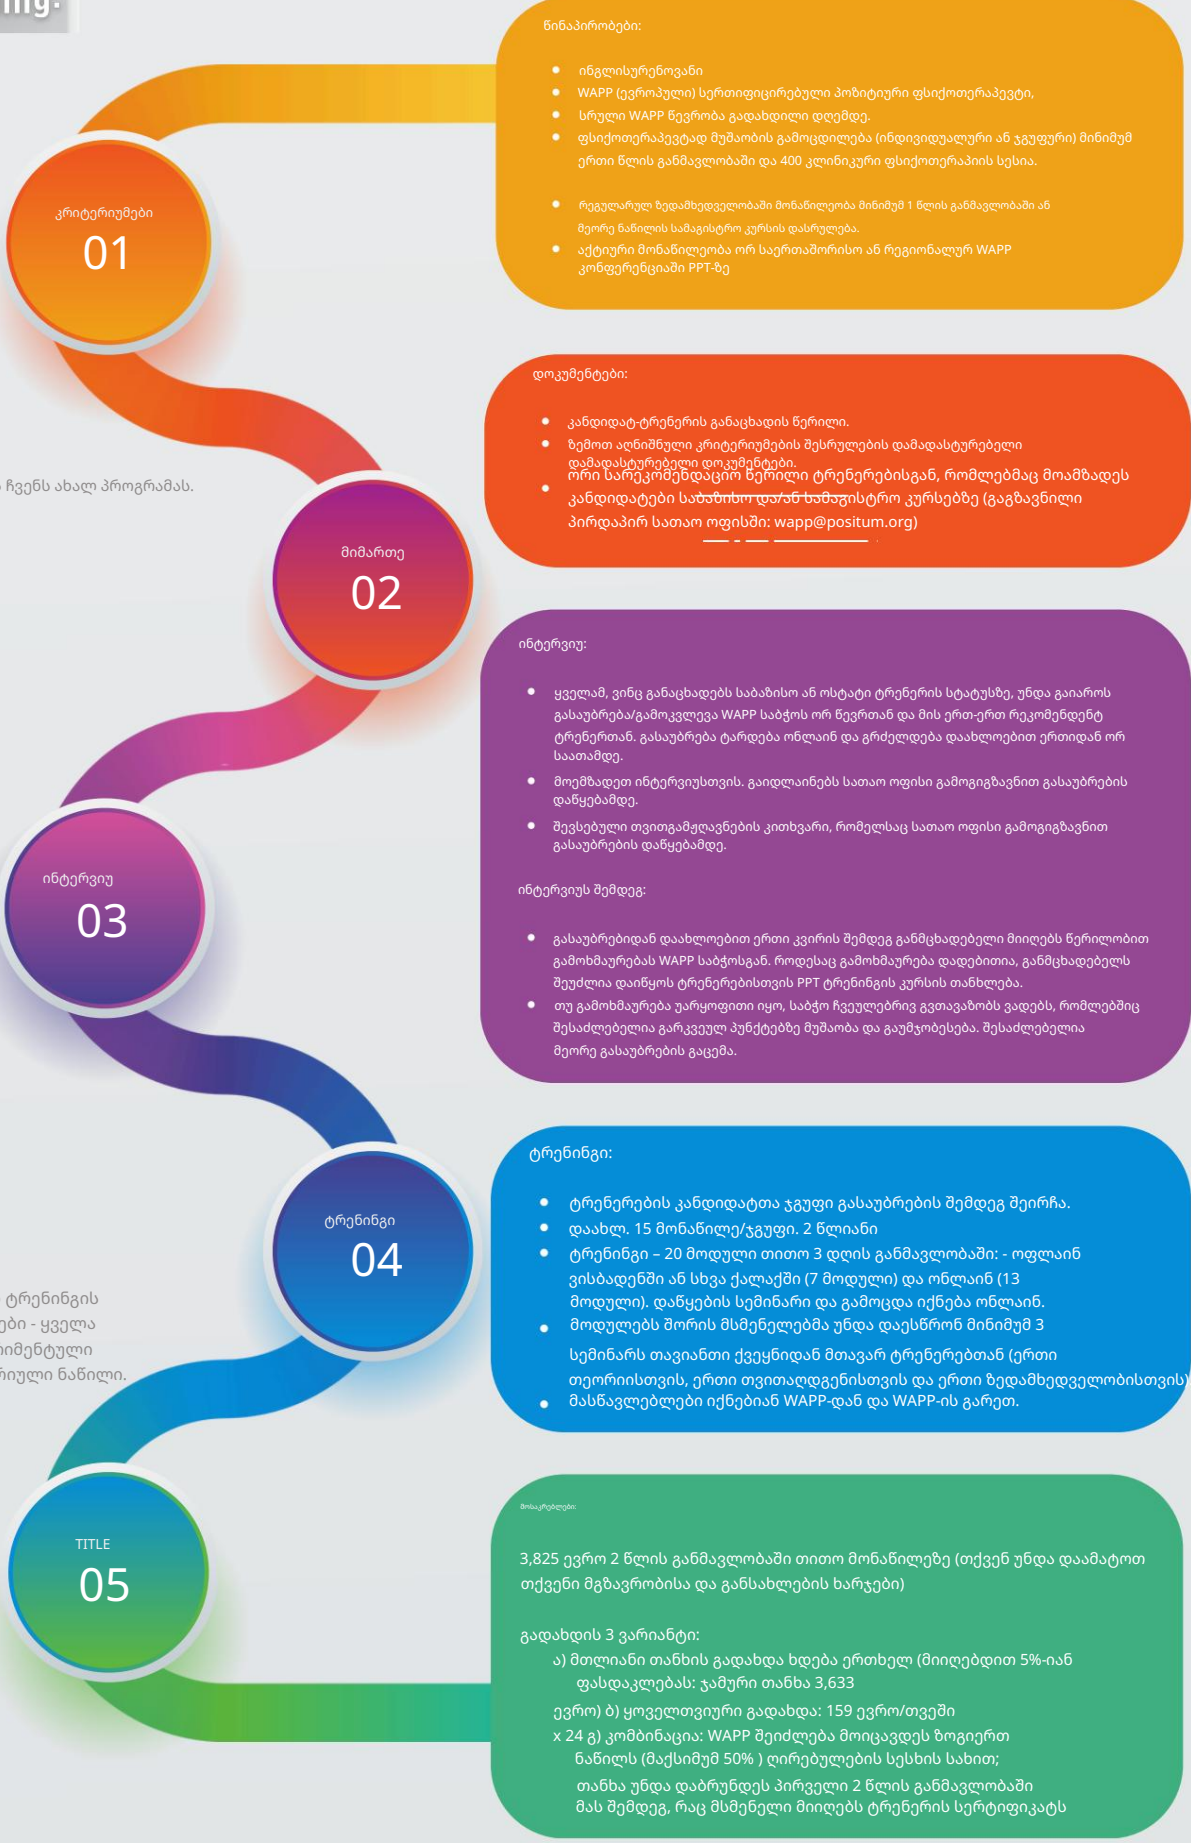 წინაპირობები:
ინგლისურენოვანი
WAPP (ევროპული) სერთიფიცირებული პოზიტიური ფსიქოთერაპევტი,
სრული WAPP წევრობა გადახდილი დღემდე.
ფსიქოთერაპევტად მუშაობის გამოცდილება (ინდივიდუალური ან ჯგუფური) მინიმუმ
ერთი წლის განმავლობაში და 400 კლინიკური ფსიქოთერაპიის სესია.
რეგულარულ ზედამხედველობაში მონაწილეობა მინიმუმ 1 წლის განმავლობაში ან
მეორე ნაწილის სამაგისტრო კურსის დასრულება.
აქტიური მონაწილეობა ორ საერთაშორისო ან რეგიონალურ WAPP
კონფერენციაში PPT-ზე
კრიტერიუმები
01
დოკუმენტები:
კანდიდატ-ტრენერის განაცხადის წერილი.
ზემოთ აღნიშნული კრიტერიუმების შესრულების დამადასტურებელი
დამადასტურებელი დოკუმენტები.
ორი სარეკომენდაციო წერილი ტრენერებისგან, რომლებმაც მოამზადეს
კანდიდატები საბაზისო და/ან სამაგისტრო კურსებზე (გაგზავნილი
პირდაპირ სათაო ოფისში: wapp@positum.org)
ჩვენს ახალ პროგრამას.
მიმართე
02
ინტერვიუ:
ყველამ, ვინც განაცხადებს საბაზისო ან ოსტატი ტრენერის სტატუსზე, უნდა გაიაროს
გასაუბრება/გამოკვლევა WAPP საბჭოს ორ წევრთან და მის ერთ-ერთ რეკომენდენტ
ტრენერთან. გასაუბრება ტარდება ონლაინ და გრძელდება დაახლოებით ერთიდან ორ
საათამდე.
მოემზადეთ ინტერვიუსთვის. გაიდლაინებს სათაო ოფისი გამოგიგზავნით გასაუბრების
დაწყებამდე.
შევსებული თვითგამჟღავნების კითხვარი, რომელსაც სათაო ოფისი გამოგიგზავნით
გასაუბრების დაწყებამდე.
ინტერვიუს შემდეგ:
გასაუბრებიდან დაახლოებით ერთი კვირის შემდეგ განმცხადებელი მიიღებს წერილობით
გამოხმაურებას WAPP საბჭოსგან. როდესაც გამოხმაურება დადებითია, განმცხადებელს
შეუძლია დაიწყოს ტრენერებისთვის PPT ტრენინგის კურსის თანხლება.
თუ გამოხმაურება უარყოფითი იყო, საბჭო ჩვეულებრივ გვთავაზობს ვადებს, რომლებშიც
შესაძლებელია გარკვეულ პუნქტებზე მუშაობა და გაუმჯობესება. შესაძლებელია
მეორე გასაუბრების გაცემა.
ინტერვიუ
03
ტრენინგი:
ტრენერების კანდიდატთა ჯგუფი გასაუბრების შემდეგ შეირჩა.
დაახლ. 15 მონაწილე/ჯგუფი. 2 წლიანი
ტრენინგი – 20 მოდული თითო 3 დღის განმავლობაში: - ოფლაინ
ვისბადენში ან სხვა ქალაქში (7 მოდული) და ონლაინ (13
მოდული). დაწყების სემინარი და გამოცდა იქნება ონლაინ.
მოდულებს შორის მსმენელებმა უნდა დაესწრონ მინიმუმ 3
სემინარს თავიანთი ქვეყნიდან მთავარ ტრენერებთან (ერთი
თეორიისთვის, ერთი თვითაღდგენისთვის და ერთი ზედამხედველობისთვის)
მასწავლებლები იქნებიან WAPP-დან და WAPP-ის გარეთ.
ტრენინგი
04
ტრენინგის
ები - ყველა
იმენტული
რიული ნაწილი.
TITLE
05
მოსაკრებლები:
3,825 ევრო 2 წლის განმავლობაში თითო მონაწილეზე (თქვენ უნდა დაამატოთ
თქვენი მგზავრობისა და განსახლების ხარჯები)
გადახდის 3 ვარიანტი:
ა) მთლიანი თანხის გადახდა ხდება ერთხელ (მიიღებდით 5%-იან
ფასდაკლებას: ჯამური თანხა 3,633
ევრო) ბ) ყოველთვიური გადახდა: 159 ევრო/თვეში
x 24 გ) კომბინაცია: WAPP შეიძლება მოიცავდეს ზოგიერთ
ნაწილს (მაქსიმუმ 50% ) ღირებულების სესხის სახით;
თანხა უნდა დაბრუნდეს პირველი 2 წლის განმავლობაში
მას შემდეგ, რაც მსმენელი მიიღებს ტრენერის სერტიფიკატს